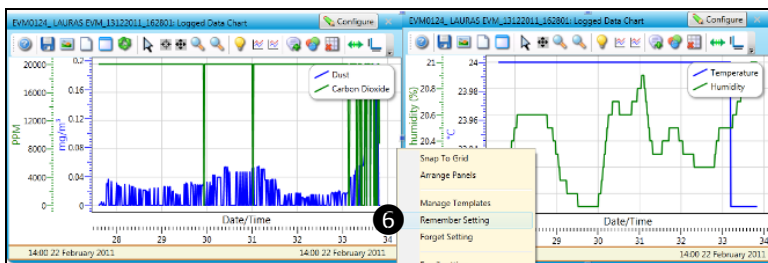 EVM0124_ LAURAS EVM_13122011_162801: Logged Data Chart
Configure
20000
16000
12000
8000
4000
0
PPM
0.2
0.16
0.12
0.08
0.04
0
mg/m³
Dust
Carbon Dioxide
Date/Time
28 29 30 31 32 33 34
14:00 22 February 2011
14:00 22 February 2011
EVM0124_ LAURAS EVM_13122011_162801: Logged Data Chart
Configure
21
20.8
20.6
20.4
humidity (%)
24
23.98
23.96
23.94
°C
Temperature
Humidity
Date/Time
29 30 31 32 33 34
14:00 22 February 2011
6
Snap To Grid
Arrange Panels
Manage Templates
Remember Setting
Forget Setting